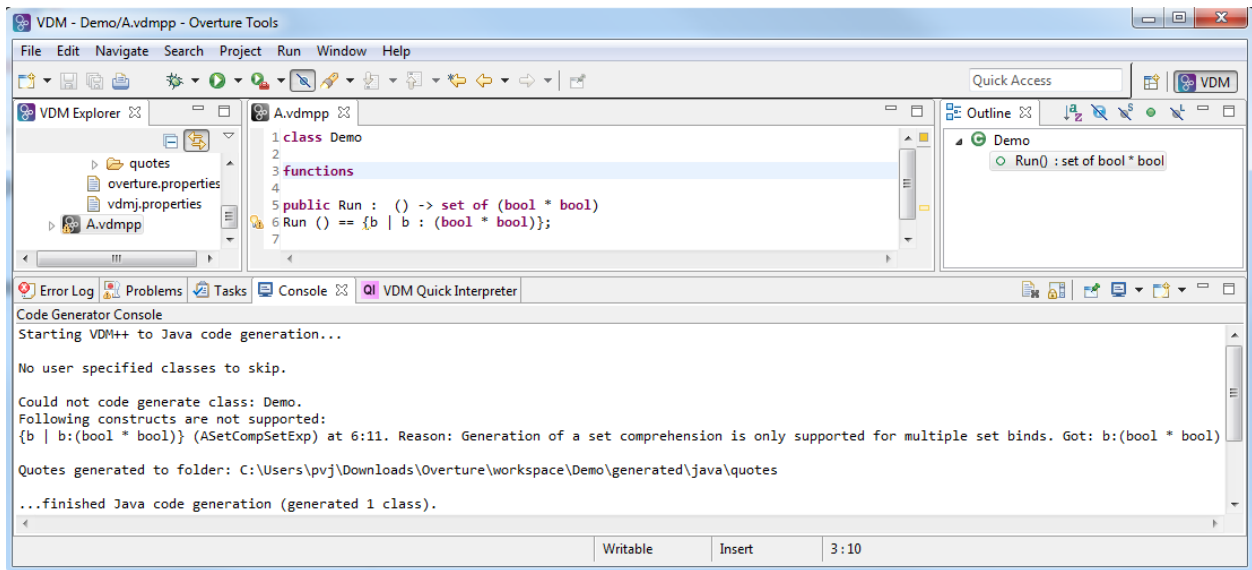 VDM - Demo/A.vdmpp - Overture Tools
File Edit Navigate Search Project Run Window Help
Quick Access
VDM
VDM Explorer
quotes
overture.properties
vdmj.properties
A.vdmpp
A.vdmpp
1 class Demo
2
3 functions
4
5 public Run : () -> set of (bool * bool)
6 Run () == {b | b : (bool * bool)};
7
Outline
Demo
Run() : set of bool * bool
Error Log Problems Tasks Console QI VDM Quick Interpreter
Code Generator Console
Starting VDM++ to Java code generation...
No user specified classes to skip.
Could not code generate class: Demo.
Following constructs are not supported:
{b | b:(bool * bool)} (ASetCompSetExp) at 6:11. Reason: Generation of a set comprehension is only supported for multiple set binds. Got: b:(bool * bool)
Quotes generated to folder: C:\Users\pvj\Downloads\Overture\workspace\Demo\generated\java\quotes
...finished Java code generation (generated 1 class).
Writable Insert 3 : 10